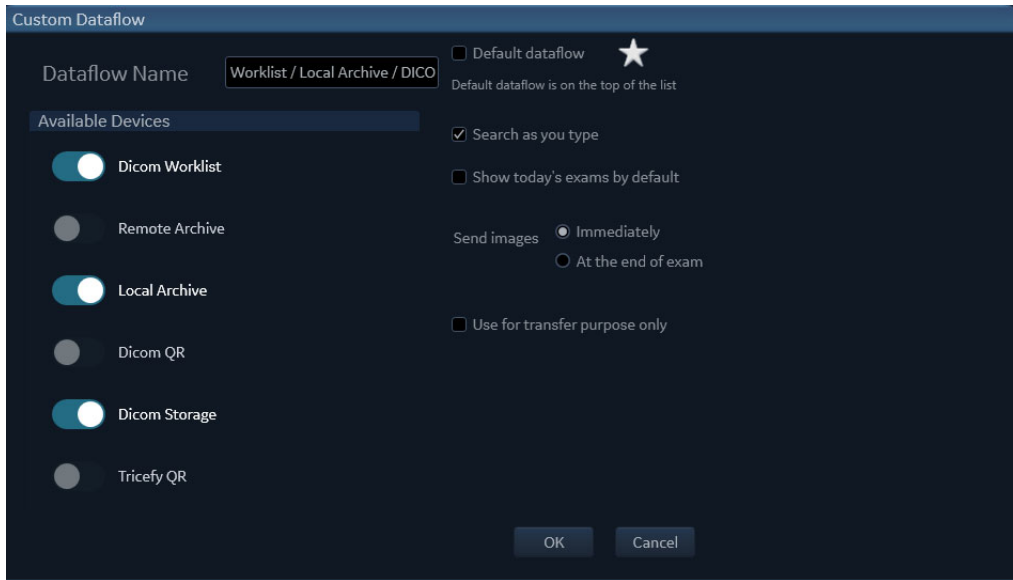 Custom Dataflow
Dataflow Name
Worklist / Local Archive / DICO
Default dataflow
Default dataflow is on the top of the list
Available Devices
Search as you type
Dicom Worklist
Show today's exams by default
Remote Archive
Send images
Immediately
At the end of exam
Local Archive
Use for transfer purpose only
Dicom QR
Dicom Storage
Tricefy QR
OK
Cancel